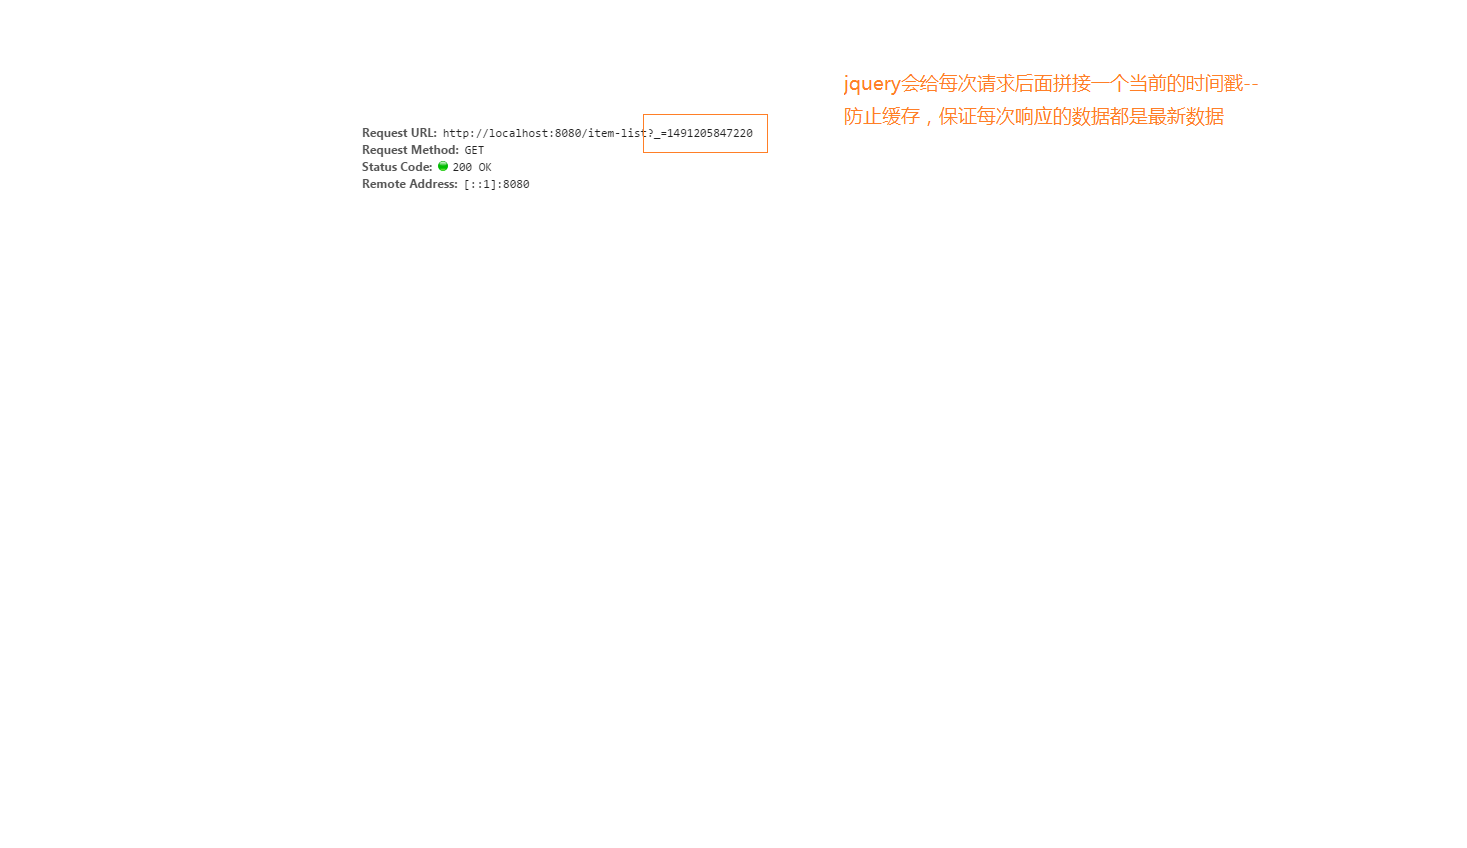 jquery会给每次请求后面拼接一个当前的时间戳--
防止缓存，保证每次响应的数据都是最新数据
Request URL: http://localhost:8080/item-list?_=1491205847220
Request Method: GET
Status Code: 200 OK
Remote Address: [::1]:8080